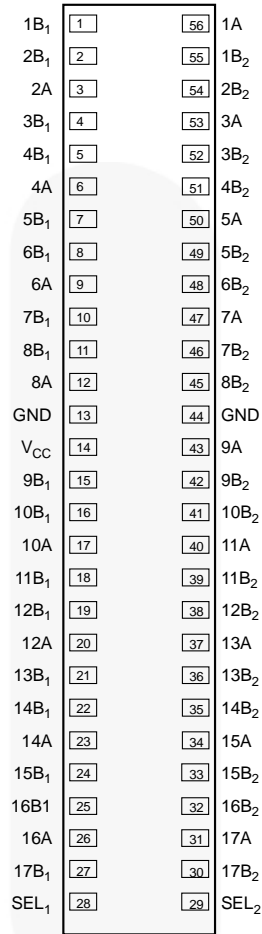 1B₁ 1 56 1A
2B₁ 2 55 1B₂
2A 3 54 2B₂
3B₁ 4 53 3A
4B₁ 5 52 3B₂
4A 6 51 4B₂
5B₁ 7 50 5A
6B₁ 8 49 5B₂
6A 9 48 6B₂
7B₁ 10 47 7A
8B₁ 11 46 7B₂
8A 12 45 8B₂
GND 13 44 GND
V_CC 14 43 9A
9B₁ 15 42 9B₂
10B₁ 16 41 10B₂
10A 17 40 11A
11B₁ 18 39 11B₂
12B₁ 19 38 12B₂
12A 20 37 13A
13B₁ 21 36 13B₂
14B₁ 22 35 14B₂
14A 23 34 15A
15B₁ 24 33 15B₂
16B1 25 32 16B₂
16A 26 31 17A
17B₁ 27 30 17B₂
SEL₁ 28 29 SEL₂